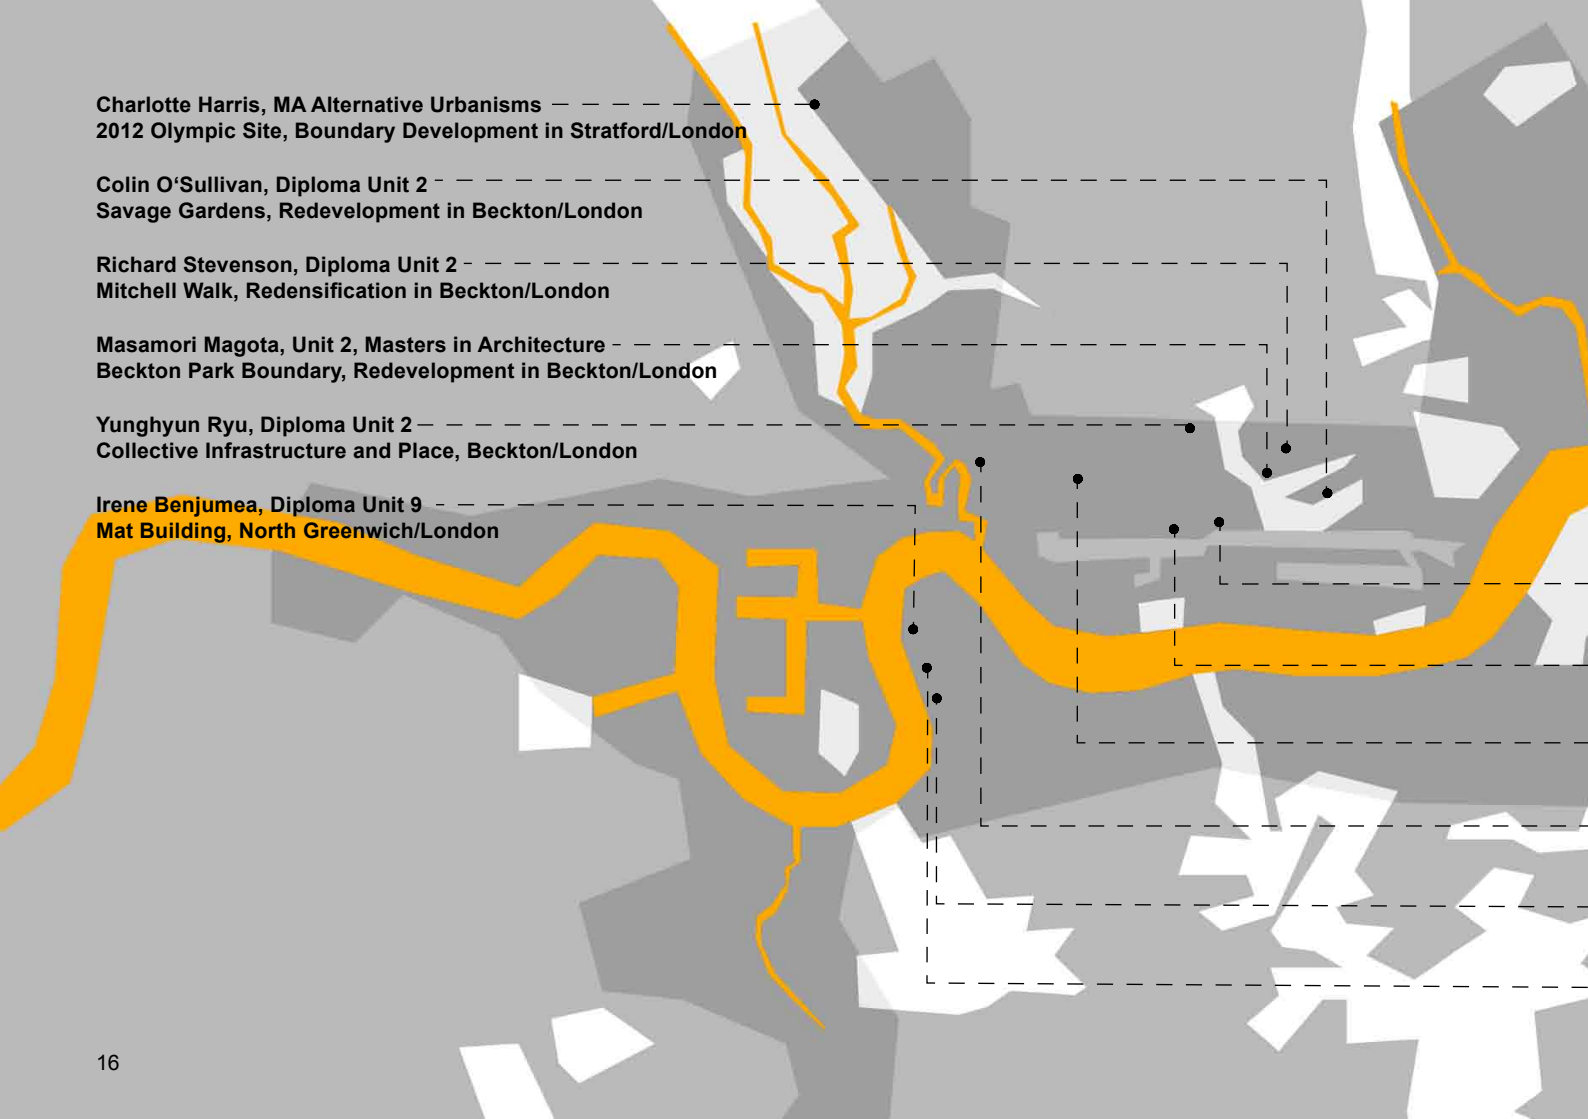 Charlotte Harris, MA Alternative Urbanisms
2012 Olympic Site, Boundary Development in Stratford/London
Colin O‘Sullivan, Diploma Unit 2
Savage Gardens, Redevelopment in Beckton/London
Richard Stevenson, Diploma Unit 2
Mitchell Walk, Redensification in Beckton/London
Masamori Magota, Unit 2, Masters in Architecture
Beckton Park Boundary, Redevelopment in Beckton/London
Yunghyun Ryu, Diploma Unit 2
Collective Infrastructure and Place, Beckton/London
Irene Benjumea, Diploma Unit 9
Mat Building, North Greenwich/London
16